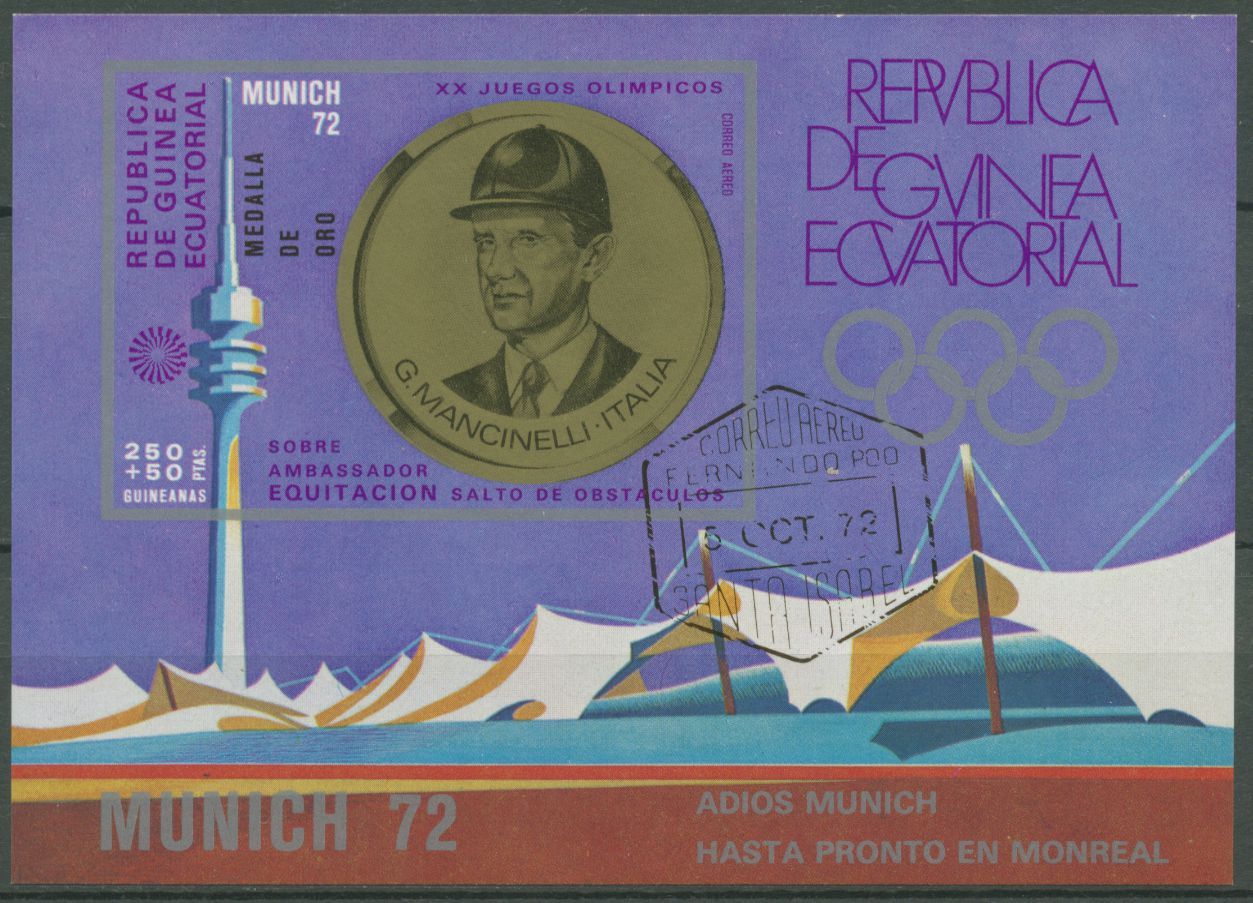 REPUBLICA
DE GUINEA
ECUATORIAL
MUNICH
72
MEDALLA
DE
ORO
XX JUEGOS OLIMPICOS
CORREO AEREO
G. MANCINELLI · ITALIA
250
+50 PTAS.
GUINEANAS
SOBRE
AMBASSADOR
EQUITACION SALTO DE OBSTACULOS
REPVBLICA
DE GVINEA
ECVATORIAL
CORREO AEREO
FERNANDO POO
5 OCT. 72
SANTA ISABEL
MUNICH 72
ADIOS MUNICH
HASTA PRONTO EN MONREAL